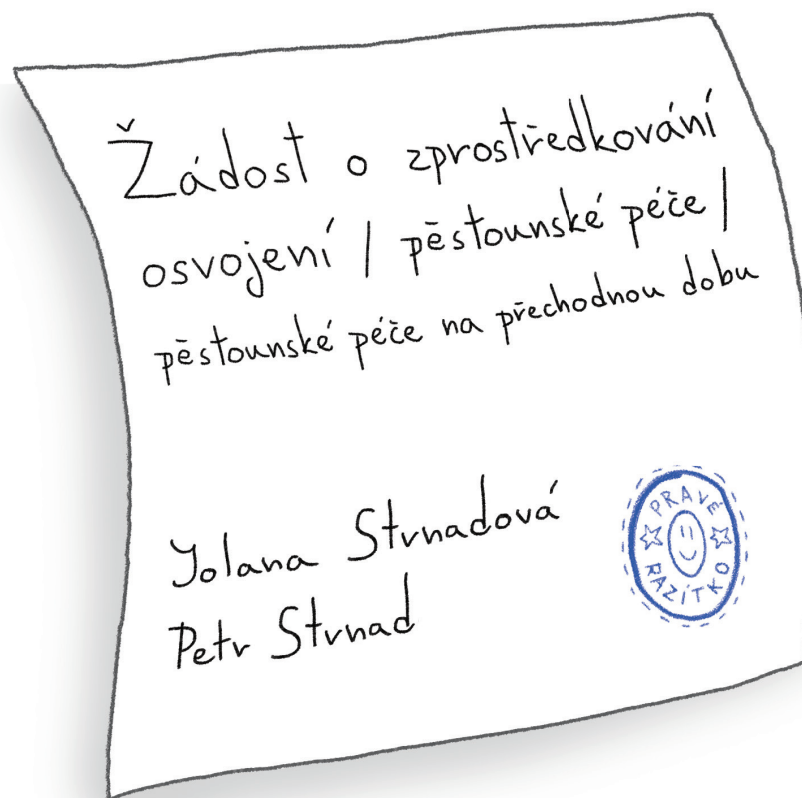 Žádost o zprostředkování
osvojení / pěstounské péče /
pěstounské péče na přechodnou dobu
Jolana Strnadová
Petr Strnad
PRAVÉ
RAZÍTKO